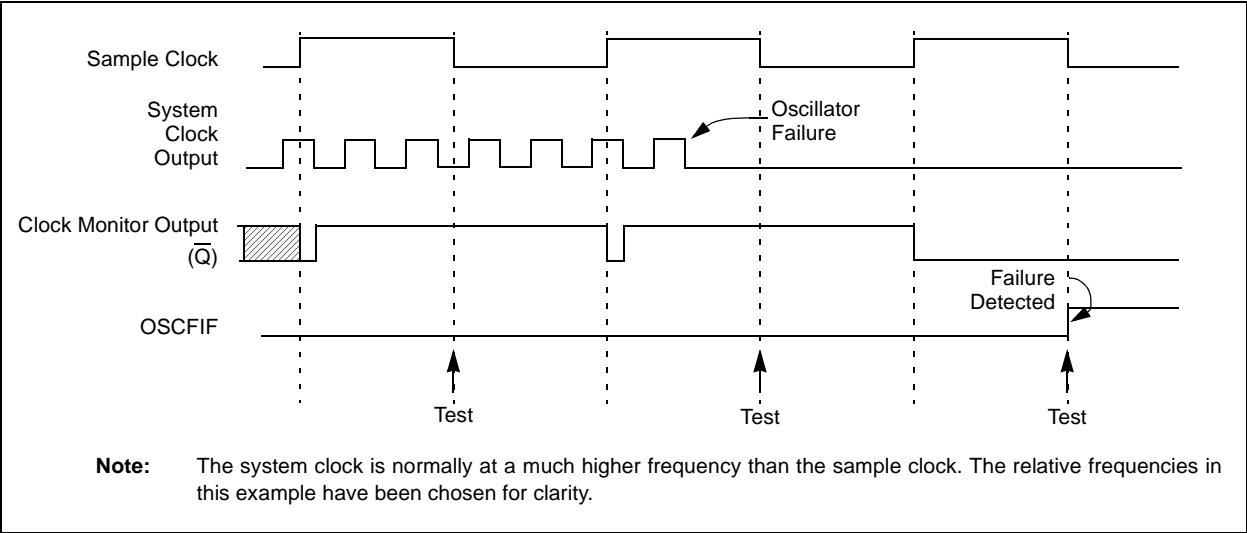 Sample Clock
System
Clock
Output
Oscillator
Failure
Clock Monitor Output
(Q̅)
Failure
Detected
OSCFIF
Test
Test
Test
Note: The system clock is normally at a much higher frequency than the sample clock. The relative frequencies in
this example have been chosen for clarity.